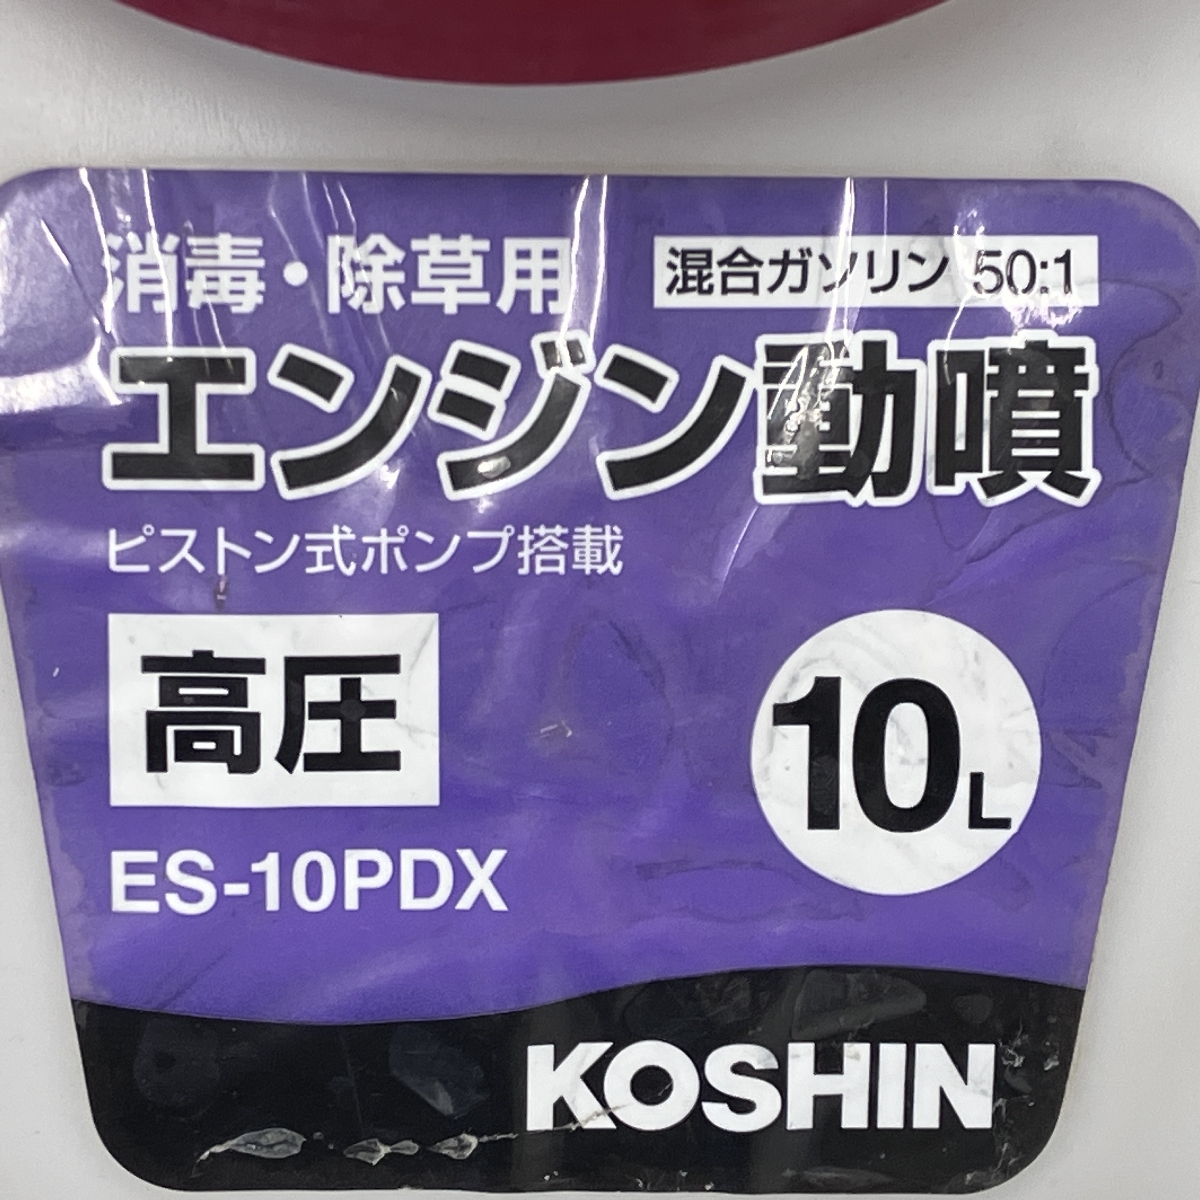 消毒・除草用
混合ガソリン 50:1
エンジン動噴
ピストン式ポンプ搭載
高圧
10L
ES-10PDX
KOSHIN